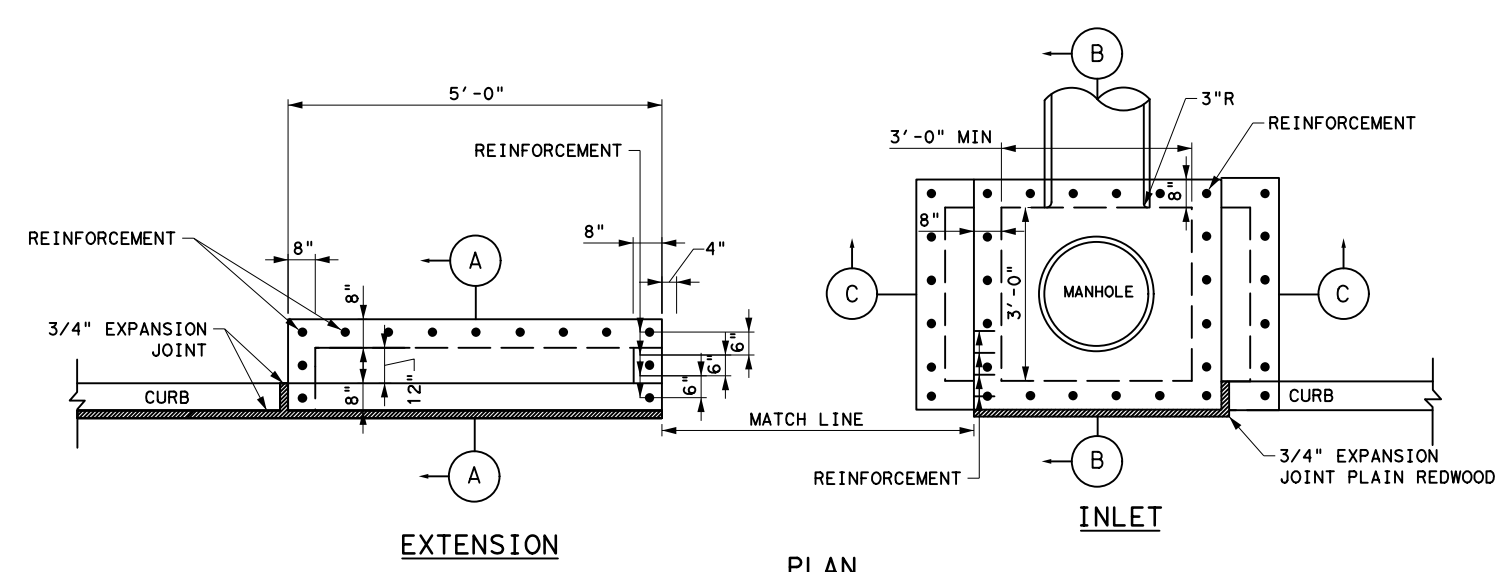 B
5'-0"
3"R
REINFORCEMENT
3'-0" MIN
REINFORCEMENT
8"
8"
REINFORCEMENT
8"
8"
A
4"
8"
C
MANHOLE
C
3'-0"
3/4" EXPANSION
JOINT
6"
6"
6"
12"
8"
CURB
CURB
MATCH LINE
REINFORCEMENT
A
B
3/4" EXPANSION
JOINT PLAIN REDWOOD
EXTENSION
INLET
PLAN